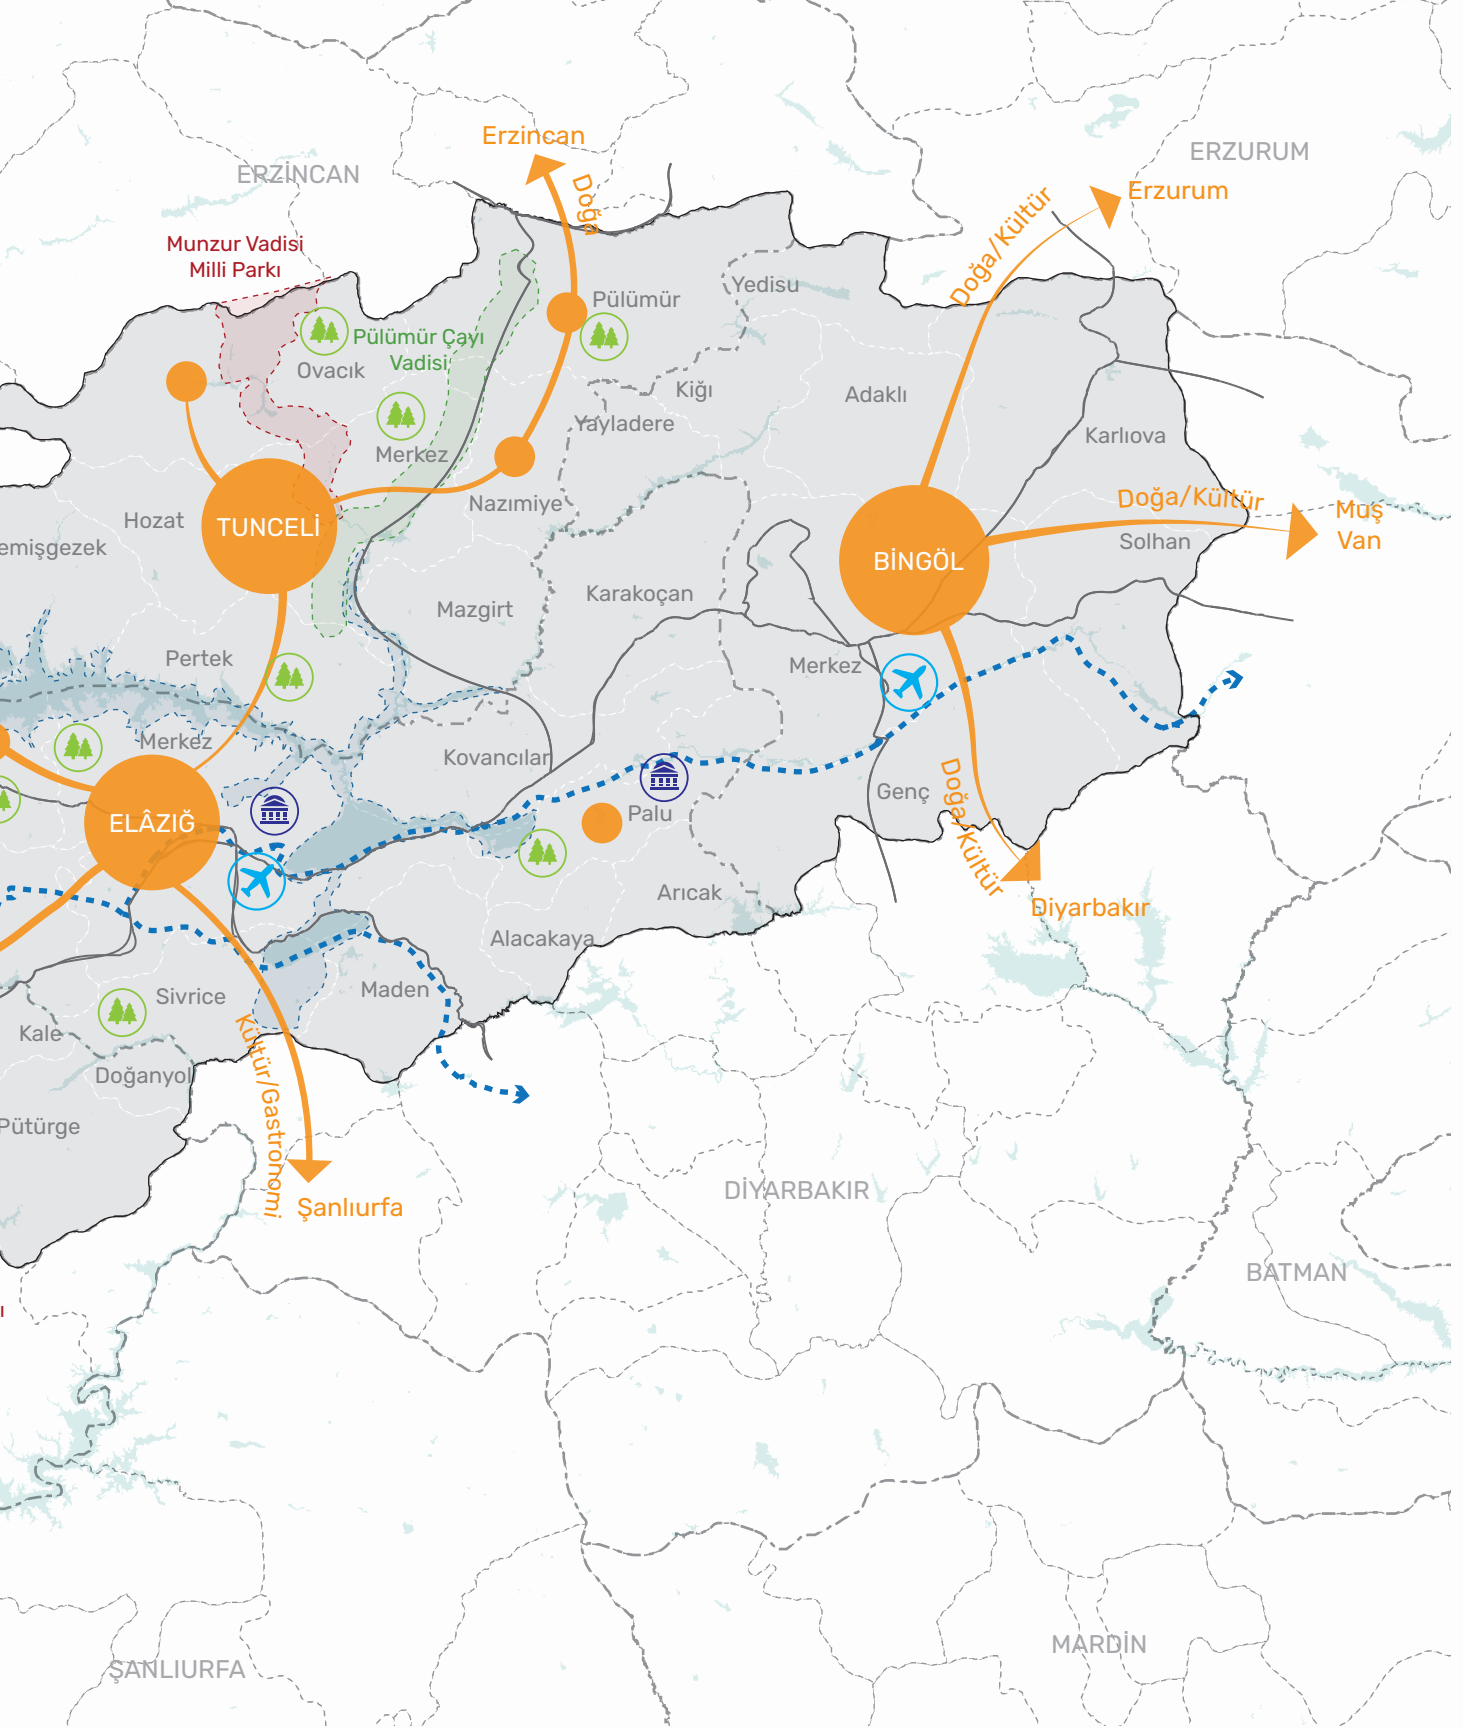 Erzincan
ERZURUM
ERZİNCAN
Doğa
Erzurum
Doğa/Kültür
Munzur Vadisi
Milli Parkı
Yedisu
Pülümür
Pülümür Çayı
Vadisi
Ovacık
Kiğı
Adaklı
Yayladere
Karlıova
Merkez
Nazımiye
Doğa/Kültür
Muş
Van
Hozat
TUNCELİ
Solhan
emişgezek
BİNGÖL
Karakoçan
Mazgirt
Pertek
Merkez
Merkez
Kovancılar
Genç
Doğa/Kültür
Palu
ELÂZIĞ
Arıcak
Diyarbakır
Alacakaya
Maden
Sivrice
Kale
Kültür/Gastronomi
Doğanyol
Pütürge
DİYARBAKIR
Şanlıurfa
BATMAN
ı
MARDİN
ŞANLIURFA